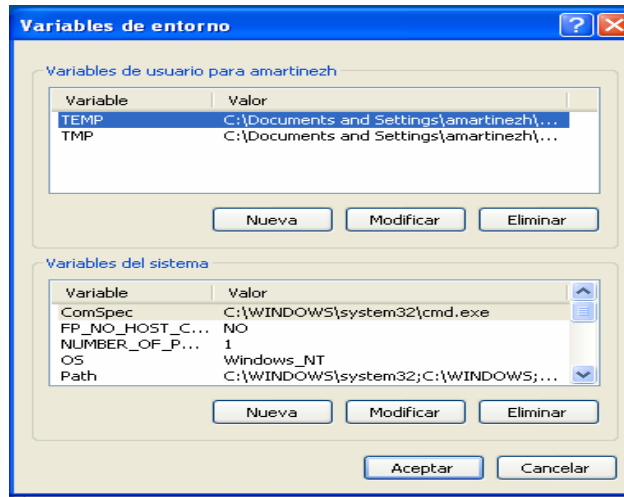 Variables de entorno
Variables de usuario para amartinezh
Variable Valor
TEMP C:\Documents and Settings\amartinezh\...
TMP C:\Documents and Settings\amartinezh\...
Nueva Modificar Eliminar
Variables del sistema
Variable Valor
ComSpec C:\WINDOWS\system32\cmd.exe
FP_NO_HOST_C... NO
NUMBER_OF_P... 1
OS Windows_NT
Path C:\WINDOWS\system32;C:\WINDOWS;...
Nueva Modificar Eliminar
Aceptar Cancelar